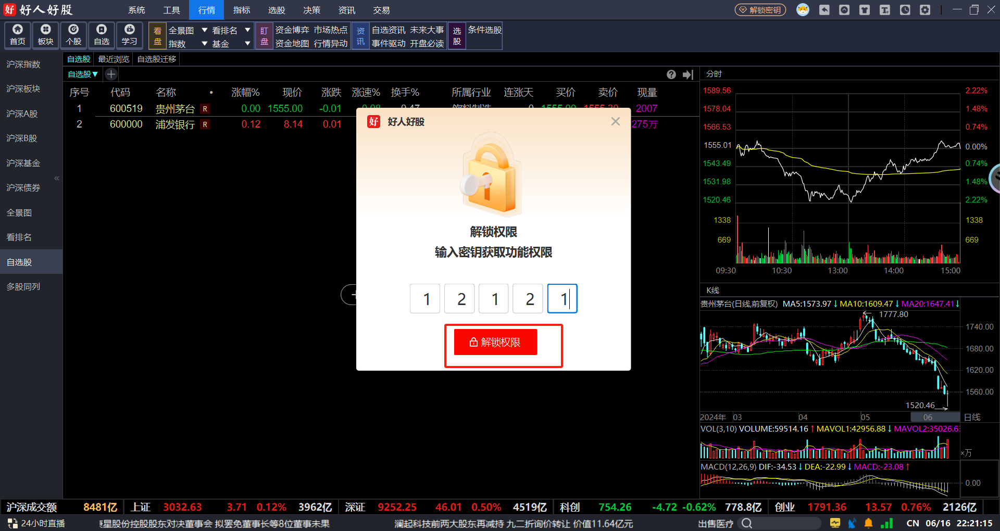 好 好人好股 系统 工具 行情 指标 选股 决策 资讯 交易 解锁密钥
首页 板块 个股 自选 学习
看盘 全景图 看排名 指数 基金
盯盘 资金博弈 市场热点 资金地图 行情异动
资讯 自选资讯 未来大事 事件驱动 开盘必读
选股 条件选股
沪深指数
沪深板块
沪深A股
沪深B股
沪深基金
沪深债券
全景图
看排名
自选股
多股同列
自选股 最近浏览 自选股迁移
自选股▼
序号 代码 名称 • 涨幅% 现价 涨跌 涨速% 换手% 所属行业 连涨天 买价 卖价 现量
1 600519 贵州茅台 R 0.00 1555.00 -0.01 2007
2 600000 浦发银行 R 0.12 8.14 0.01 275万
好 好人好股
解锁权限
输入密钥获取功能权限
1 2 1 2 1
解锁权限
分时
1589.56 2.22%
1578.04 1.48%
1566.53 0.74%
1555.01 0.00%
1543.49 0.74%
1531.98 1.48%
1520.46 2.22%
1338 1338
669 669
09:30 10:30 13:00 14:00 15:00
K线
贵州茅台(日线,前复权) MA5:1573.97↓ MA10:1609.47↓ MA20:1647.41↓
1777.80
1740.00
1680.00
1620.00
1560.00
1520.46
2024年 03 04 05 06 日线
VOL(3,10) VOLUME:59514.16↑ MAVOL1:42956.88↓ MAVOL2:35026.63
×万
MACD(12,26,9) DIF:-34.53↓ DEA:-22.99↓ MACD:-23.08↑
0.00
沪深成交额 8481亿 上证 3032.63 3.71 0.12% 3962亿 深证 9252.25 46.01 0.50% 4519亿 科创 754.26 -4.72 -0.62% 778.8亿 创业 1791.36 13.57 0.76% 2126亿
24小时直播 星股份控股股东对决董事会 拟罢免董事长等8位董事未果 澜起科技前两大股东再减持 九二折询价转让 价值11.64亿元 出售医疗 CN 06/16 22:21:15